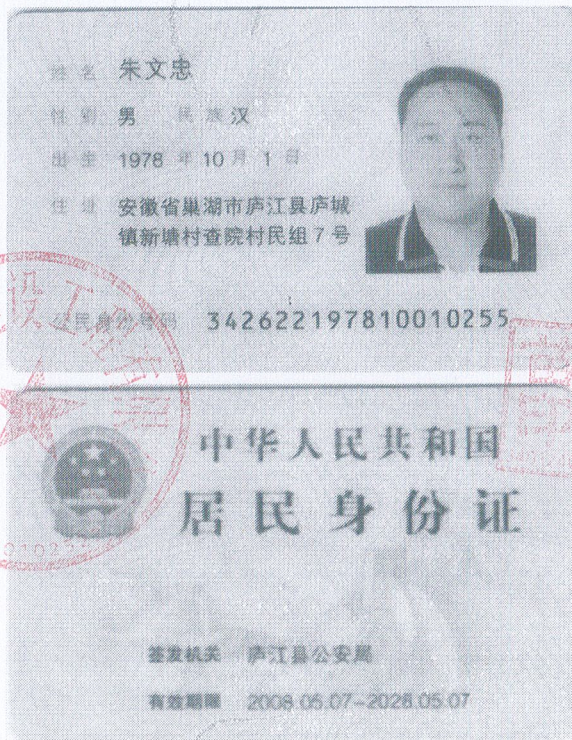 姓名 朱文忠
性别 男 民族 汉
出生 1978 年 10 月 1 日
住址 安徽省巢湖市庐江县庐城
镇新塘村查院村民组7号
公民身份号码 342622197810010255
设工程
中华人民共和国
居民身份证
签发机关 庐江县公安局
有效期限 2008.05.07-2028.05.07